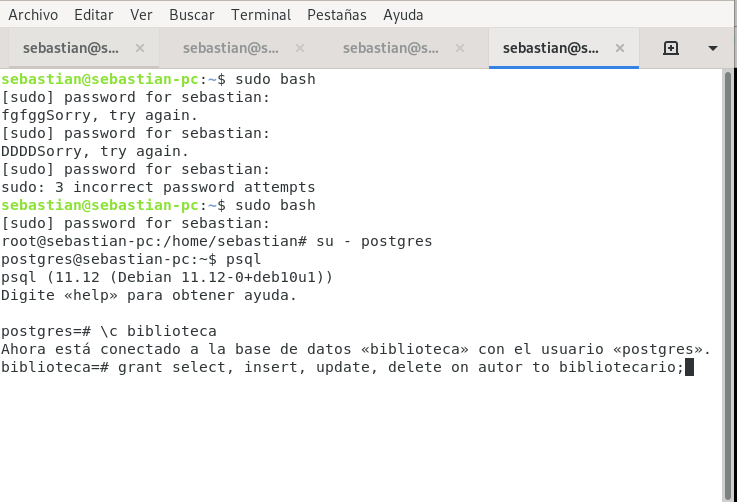 Archivo Editar Ver Buscar Terminal Pestañas Ayuda
sebastian@s... × sebastian@s... × sebastian@s... × sebastian@s... ×
sebastian@sebastian-pc:~$ sudo bash
[sudo] password for sebastian:
fgfggSorry, try again.
[sudo] password for sebastian:
DDDDSorry, try again.
[sudo] password for sebastian:
sudo: 3 incorrect password attempts
sebastian@sebastian-pc:~$ sudo bash
[sudo] password for sebastian:
root@sebastian-pc:/home/sebastian# su - postgres
postgres@sebastian-pc:~$ psql
psql (11.12 (Debian 11.12-0+deb10u1))
Digite «help» para obtener ayuda.
postgres=# \c biblioteca
Ahora está conectado a la base de datos «biblioteca» con el usuario «postgres».
biblioteca=# grant select, insert, update, delete on autor to bibliotecario;